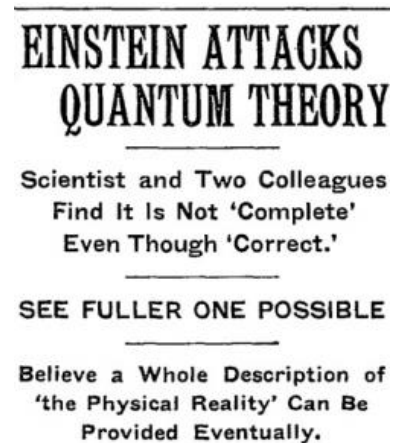 EINSTEIN ATTACKS
QUANTUM THEORY
Scientist and Two Colleagues
Find It Is Not ‘Complete’
Even Though ‘Correct.’
SEE FULLER ONE POSSIBLE
Believe a Whole Description of
‘the Physical Reality’ Can Be
Provided Eventually.